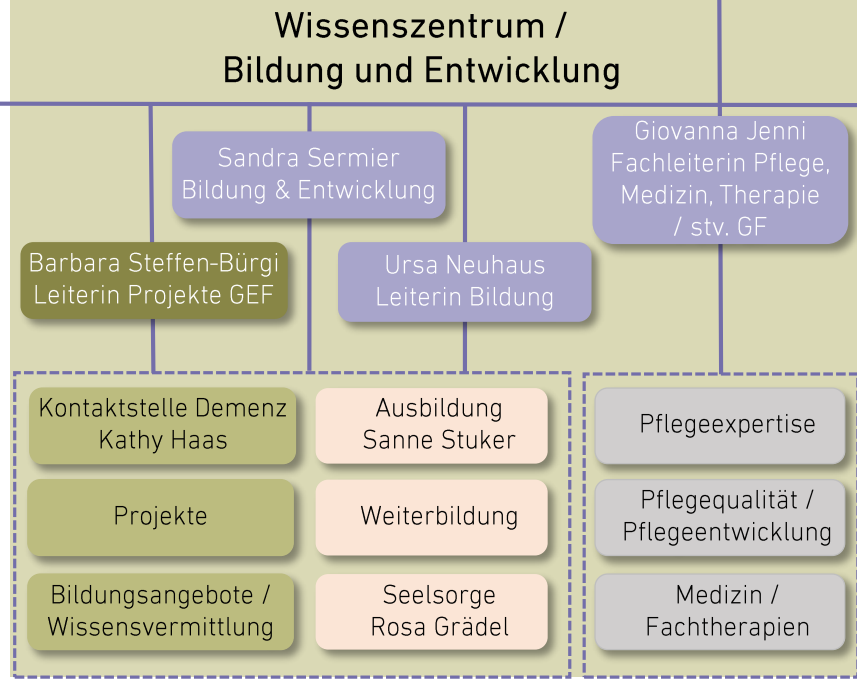 Wissenszentrum /
Bildung und Entwicklung
Sandra Sermier
Bildung & Entwicklung
Giovanna Jenni
Fachleiterin Pflege,
Medizin, Therapie
/ stv. GF
Barbara Steffen-Bürgi
Leiterin Projekte GEF
Ursa Neuhaus
Leiterin Bildung
Kontaktstelle Demenz
Kathy Haas
Ausbildung
Sanne Stuker
Pflegeexpertise
Projekte
Weiterbildung
Pflegequalität /
Pflegeentwicklung
Bildungsangebote /
Wissensvermittlung
Seelsorge
Rosa Grädel
Medizin /
Fachtherapien